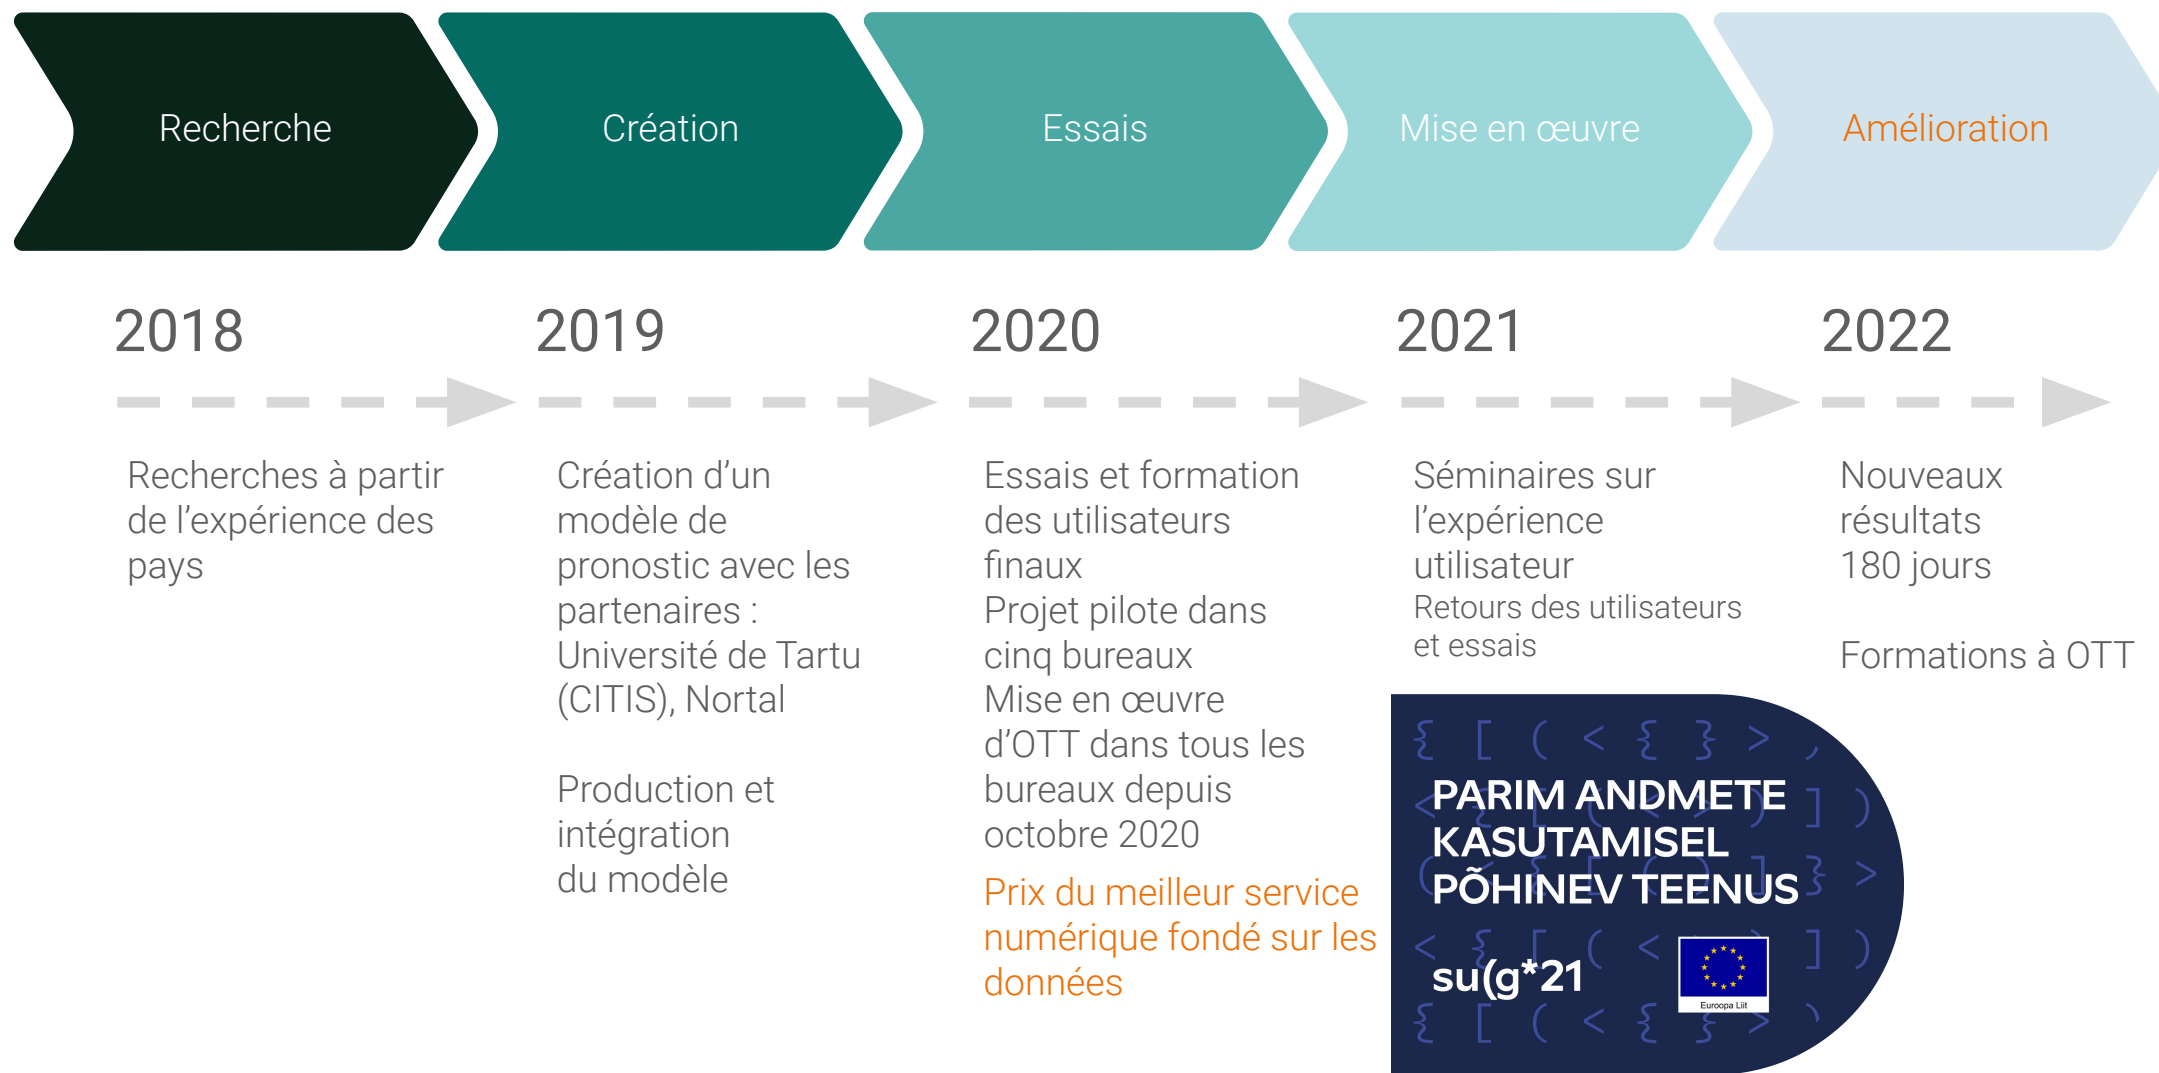 Recherche
Création
Essais
Mise en œuvre
Amélioration
2018
2019
2020
2021
2022
Recherches à partir
de l’expérience des
pays
Création d’un
modèle de
pronostic avec les
partenaires :
Université de Tartu
(CITIS), Nortal
Production et
intégration
du modèle
Essais et formation
des utilisateurs
finaux
Projet pilote dans
cinq bureaux
Mise en œuvre
d’OTT dans tous les
bureaux depuis
octobre 2020
Prix du meilleur service
numérique fondé sur les
données
Séminaires sur
l’expérience
utilisateur
Retours des utilisateurs
et essais
PARIM ANDMETE
KASUTAMISEL
PÕHINEV TEENUS
su(g*21
Euroopa Liit
Nouveaux
résultats
180 jours
Formations à OTT